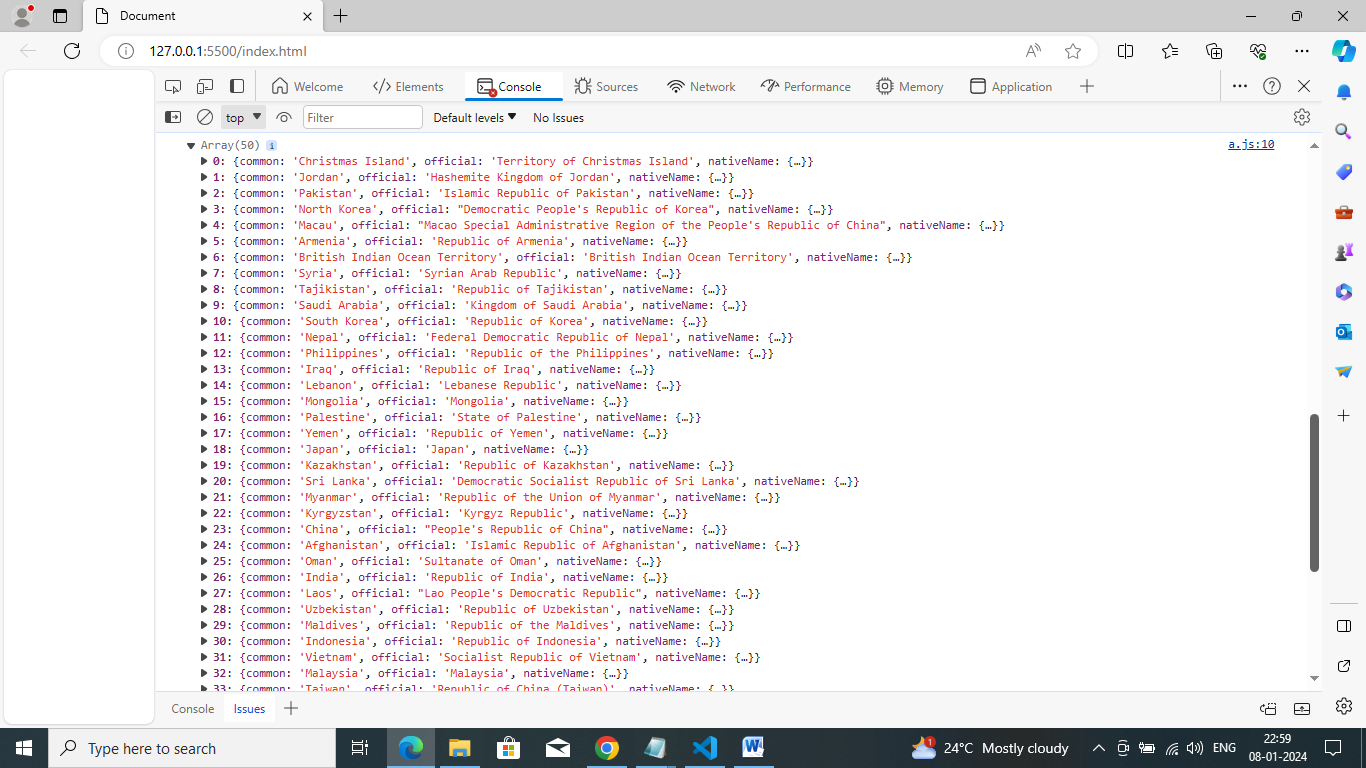 Document
127.0.0.1:5500/index.html
Welcome Elements Console Sources Network Performance Memory Application
top Filter Default levels No Issues
Array(50) i a.js:10
0: {common: 'Christmas Island', official: 'Territory of Christmas Island', nativeName: {…}}
1: {common: 'Jordan', official: 'Hashemite Kingdom of Jordan', nativeName: {…}}
2: {common: 'Pakistan', official: 'Islamic Republic of Pakistan', nativeName: {…}}
3: {common: 'North Korea', official: "Democratic People's Republic of Korea", nativeName: {…}}
4: {common: 'Macau', official: "Macao Special Administrative Region of the People's Republic of China", nativeName: {…}}
5: {common: 'Armenia', official: 'Republic of Armenia', nativeName: {…}}
6: {common: 'British Indian Ocean Territory', official: 'British Indian Ocean Territory', nativeName: {…}}
7: {common: 'Syria', official: 'Syrian Arab Republic', nativeName: {…}}
8: {common: 'Tajikistan', official: 'Republic of Tajikistan', nativeName: {…}}
9: {common: 'Saudi Arabia', official: 'Kingdom of Saudi Arabia', nativeName: {…}}
10: {common: 'South Korea', official: 'Republic of Korea', nativeName: {…}}
11: {common: 'Nepal', official: 'Federal Democratic Republic of Nepal', nativeName: {…}}
12: {common: 'Philippines', official: 'Republic of the Philippines', nativeName: {…}}
13: {common: 'Iraq', official: 'Republic of Iraq', nativeName: {…}}
14: {common: 'Lebanon', official: 'Lebanese Republic', nativeName: {…}}
15: {common: 'Mongolia', official: 'Mongolia', nativeName: {…}}
16: {common: 'Palestine', official: 'State of Palestine', nativeName: {…}}
17: {common: 'Yemen', official: 'Republic of Yemen', nativeName: {…}}
18: {common: 'Japan', official: 'Japan', nativeName: {…}}
19: {common: 'Kazakhstan', official: 'Republic of Kazakhstan', nativeName: {…}}
20: {common: 'Sri Lanka', official: 'Democratic Socialist Republic of Sri Lanka', nativeName: {…}}
21: {common: 'Myanmar', official: 'Republic of the Union of Myanmar', nativeName: {…}}
22: {common: 'Kyrgyzstan', official: 'Kyrgyz Republic', nativeName: {…}}
23: {common: 'China', official: "People's Republic of China", nativeName: {…}}
24: {common: 'Afghanistan', official: 'Islamic Republic of Afghanistan', nativeName: {…}}
25: {common: 'Oman', official: 'Sultanate of Oman', nativeName: {…}}
26: {common: 'India', official: 'Republic of India', nativeName: {…}}
27: {common: 'Laos', official: "Lao People's Democratic Republic", nativeName: {…}}
28: {common: 'Uzbekistan', official: 'Republic of Uzbekistan', nativeName: {…}}
29: {common: 'Maldives', official: 'Republic of the Maldives', nativeName: {…}}
30: {common: 'Indonesia', official: 'Republic of Indonesia', nativeName: {…}}
31: {common: 'Vietnam', official: 'Socialist Republic of Vietnam', nativeName: {…}}
32: {common: 'Malaysia', official: 'Malaysia', nativeName: {…}}
33: {common: 'Taiwan', official: 'Republic of China (Taiwan)', nativeName: {…}}
Console Issues
Type here to search
1 24°C Mostly cloudy ENG 22:59
08-01-2024